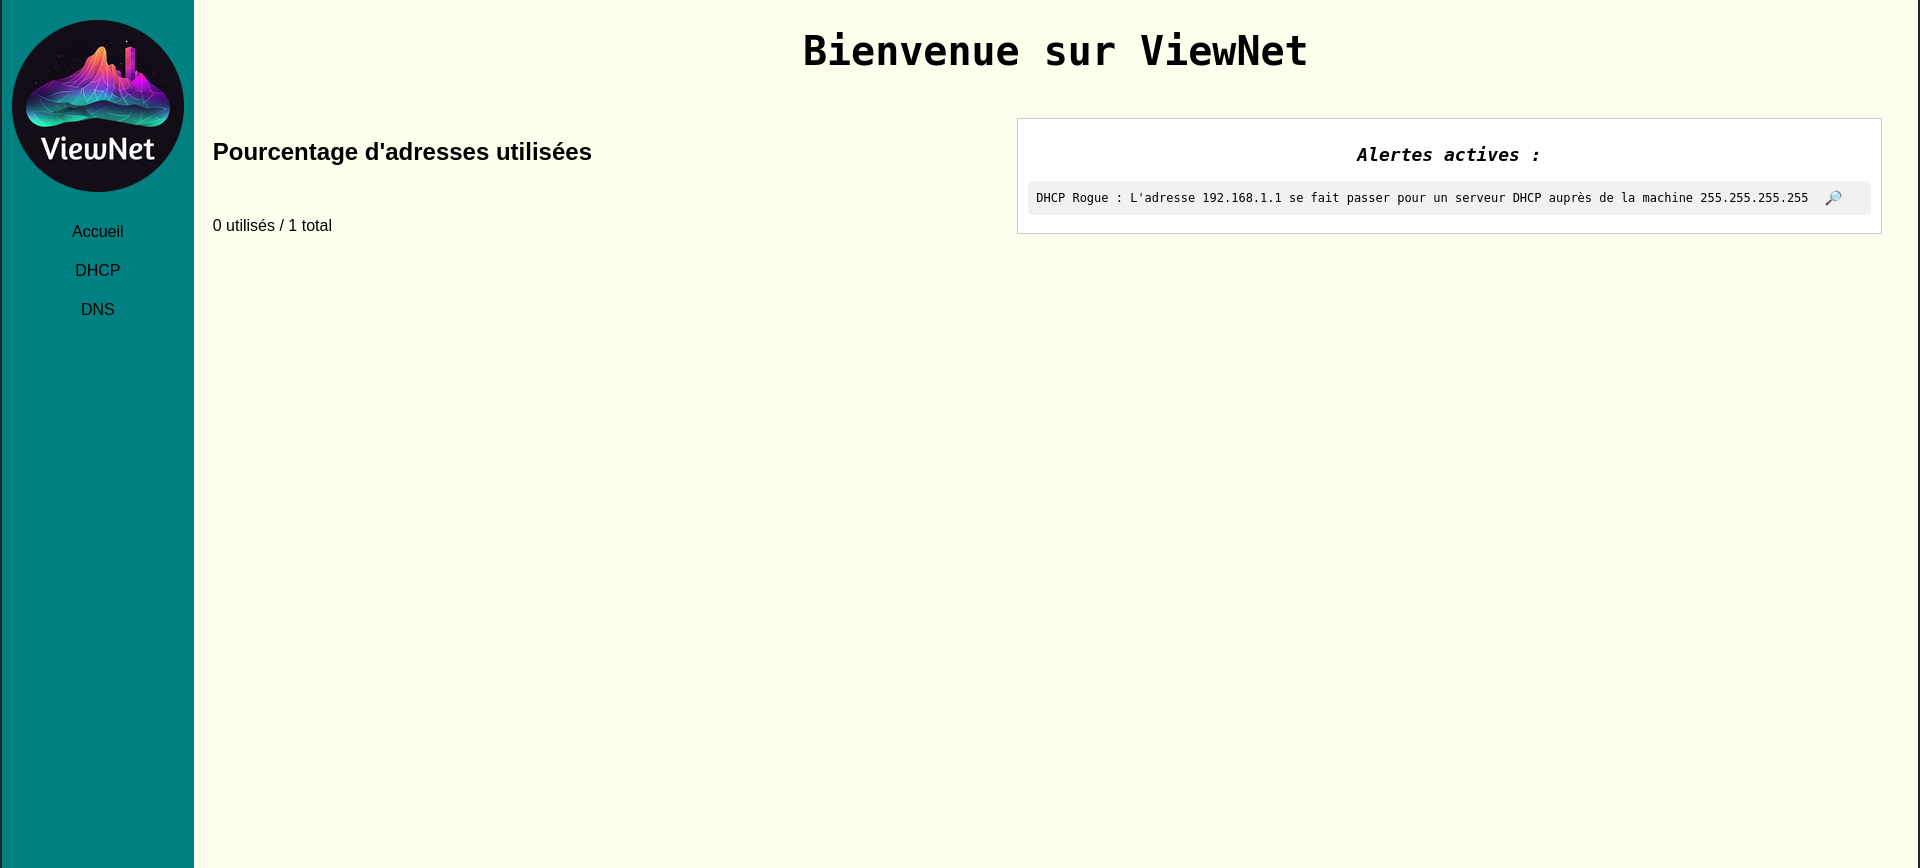 ViewNet
Accueil
DHCP
DNS
Bienvenue sur ViewNet
Pourcentage d'adresses utilisées
0 utilisés / 1 total
Alertes actives :
DHCP Rogue : L'adresse 192.168.1.1 se fait passer pour un serveur DHCP auprès de la machine 255.255.255.255 🔎